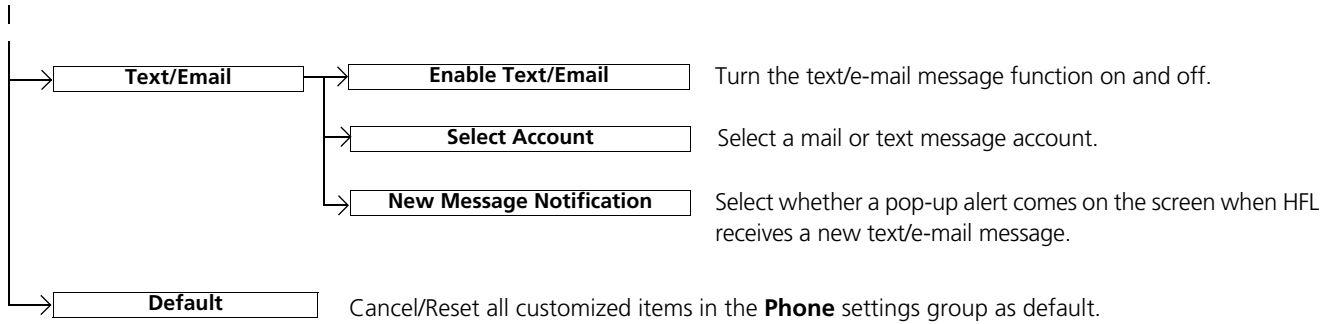 Text/Email
Enable Text/Email
Turn the text/e-mail message function on and off.
Select Account
Select a mail or text message account.
New Message Notification
Select whether a pop-up alert comes on the screen when HFL
receives a new text/e-mail message.
Default
Cancel/Reset all customized items in the Phone settings group as default.